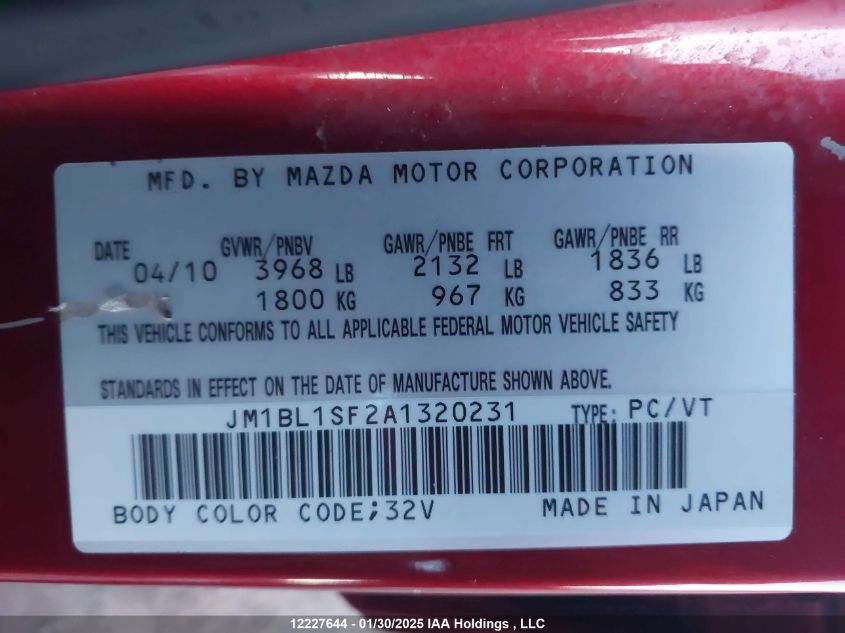 MFD. BY MAZDA MOTOR CORPORATION
DATE GVWR/PNBV GAWR/PNBE FRT GAWR/PNBE RR
04/10 3968 LB 2132 LB 1836 LB
1800 KG 967 KG 833 KG
THIS VEHICLE CONFORMS TO ALL APPLICABLE FEDERAL MOTOR VEHICLE SAFETY
STANDARDS IN EFFECT ON THE DATE OF MANUFACTURE SHOWN ABOVE.
JM1BL1SF2A1320231 TYPE: PC/VT
BODY COLOR CODE;32V MADE IN JAPAN
12227644 - 01/30/2025 IAA Holdings , LLC